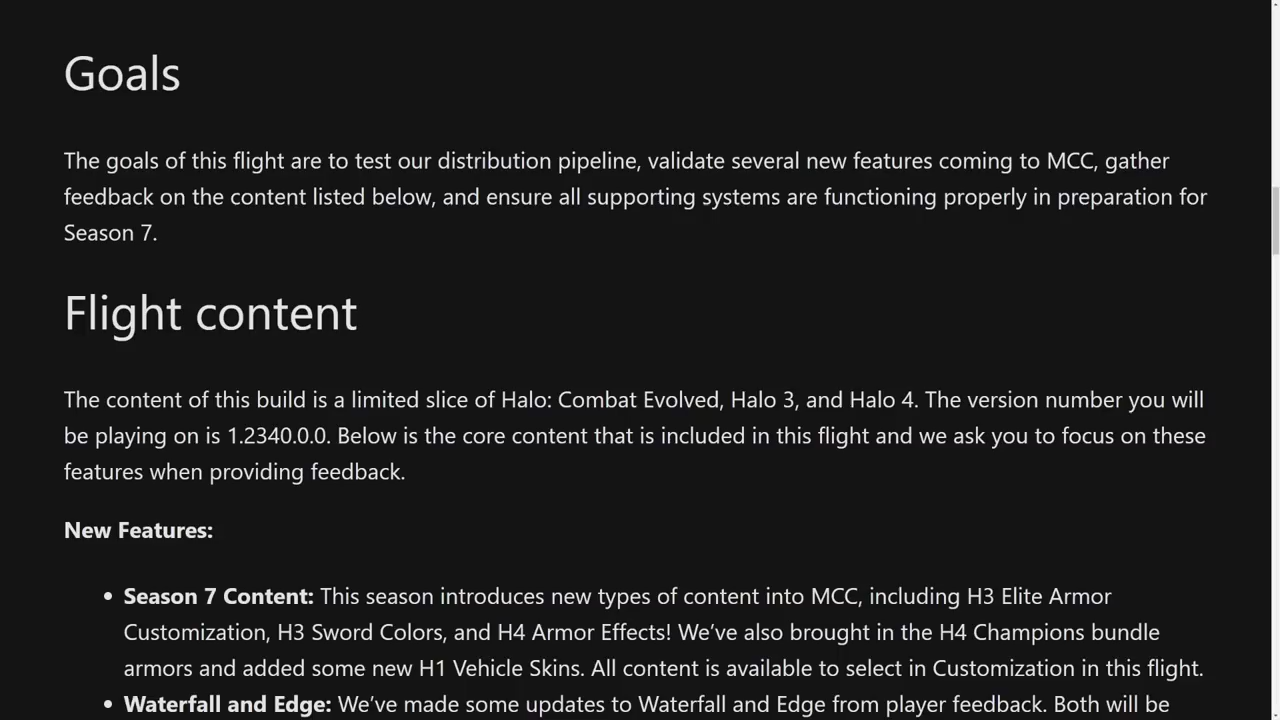 Goals
The goals of this flight are to test our distribution pipeline, validate several new features coming to MCC, gather
feedback on the content listed below, and ensure all supporting systems are functioning properly in preparation for
Season 7.
Flight content
The content of this build is a limited slice of Halo: Combat Evolved, Halo 3, and Halo 4. The version number you will
be playing on is 1.2340.0.0. Below is the core content that is included in this flight and we ask you to focus on these
features when providing feedback.
New Features:
• Season 7 Content: This season introduces new types of content into MCC, including H3 Elite Armor
Customization, H3 Sword Colors, and H4 Armor Effects! We’ve also brought in the H4 Champions bundle
armors and added some new H1 Vehicle Skins. All content is available to select in Customization in this flight.
• Waterfall and Edge: We’ve made some updates to Waterfall and Edge from player feedback. Both will be